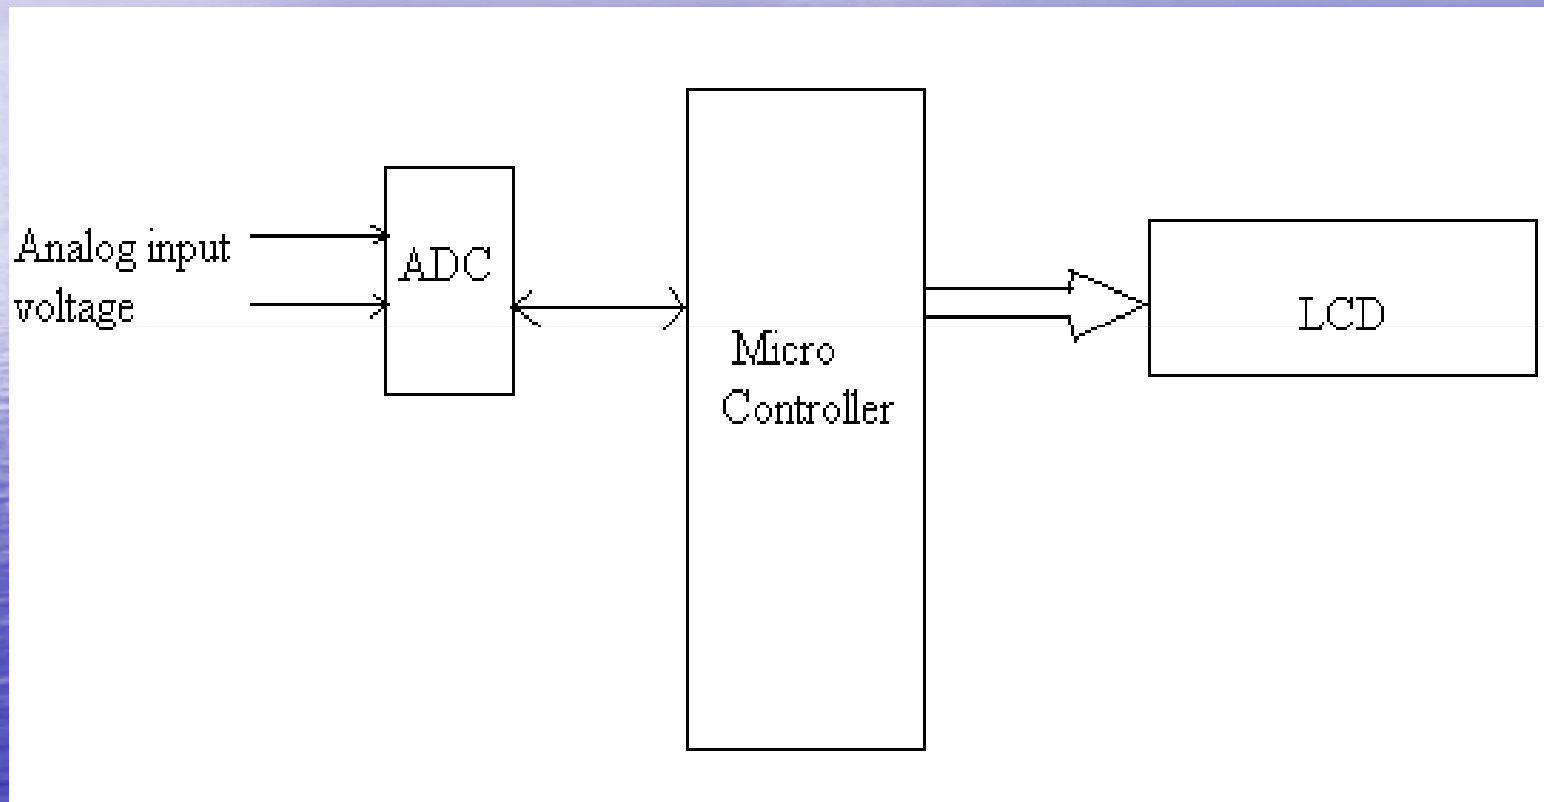 Analog input
voltage
ADC
Micro
Controller
LCD